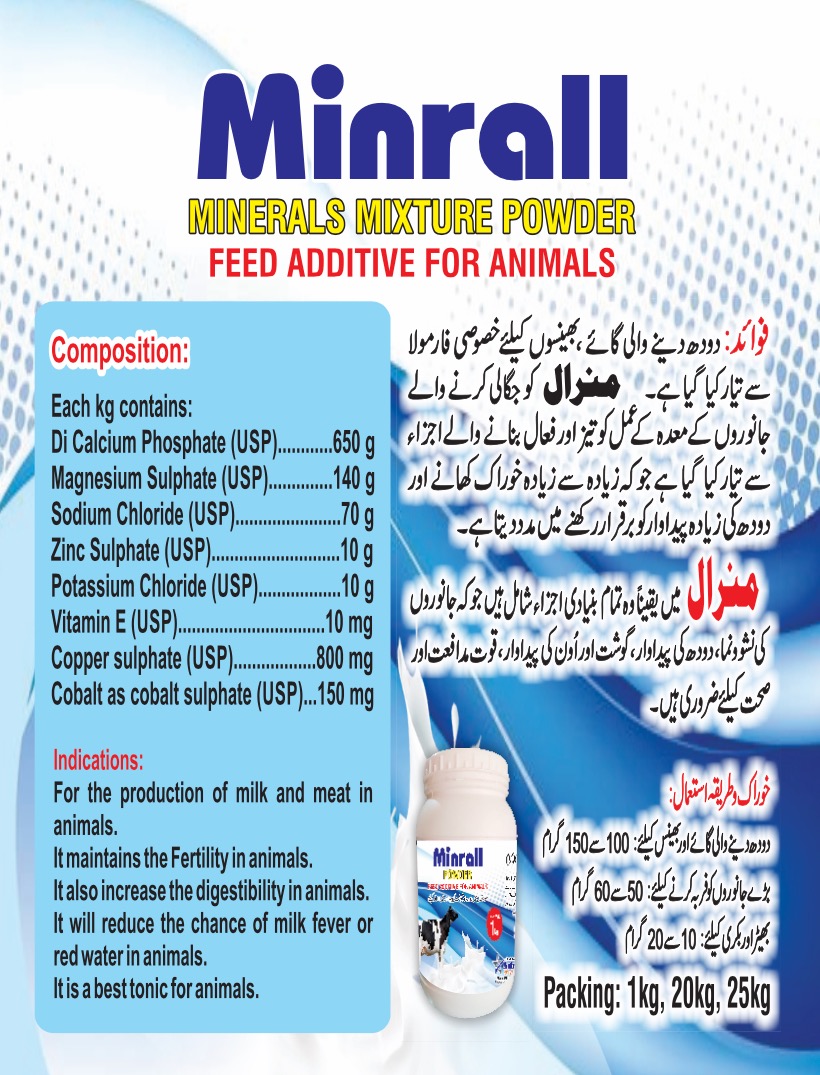 Minrall
MINERALS MIXTURE POWDER
FEED ADDITIVE FOR ANIMALS
Composition:
Each kg contains:
Di Calcium Phosphate (USP)............650 g
Magnesium Sulphate (USP)..............140 g
Sodium Chloride (USP).......................70 g
Zinc Sulphate (USP)............................10 g
Potassium Chloride (USP)..................10 g
Vitamin E (USP)................................10 mg
Copper sulphate (USP)..................800 mg
Cobalt as cobalt sulphate (USP)...150 mg
Indications:
For the production of milk and meat in
animals.
It maintains the Fertility in animals.
It also increase the digestibility in animals.
It will reduce the chance of milk fever or
red water in animals.
It is a best tonic for animals.
فوائد: دودھ دینے والی گائے، بھینسوں کیلئے خصوصی فارمولا
سے تیار کیا گیا ہے۔ منرال کو جگالی کرنے والے
جانوروں کے معدہ کے عمل کو تیز اور فعال بنانے والے اجزاء
سے تیار کیا گیا ہے جو کہ زیادہ سے زیادہ خوراک کھانے اور
دودھ کی زیادہ پیداوار کو برقرار رکھنے میں مدد دیتا ہے۔
منرال میں یقیناً وہ تمام بنیادی اجزاء شامل ہیں جو کہ جانوروں
کی نشوونما، دودھ کی پیداوار، گوشت اور اُون کی پیداوار، قوت مدافعت اور
صحت کیلئے ضروری ہیں۔
خوراک و طریقہ استعمال:
دودھ دینے والی گائے اور بھینس کیلئے: 100 سے 150 گرام
بڑے جانوروں کو فربہ کرنے کیلئے: 50 سے 60 گرام
بھیڑ اور بکری کیلئے: 10 سے 20 گرام
Packing: 1kg, 20kg, 25kg
Minrall
POWDER
FEED ADDITIVE FOR ANIMALS
1kg